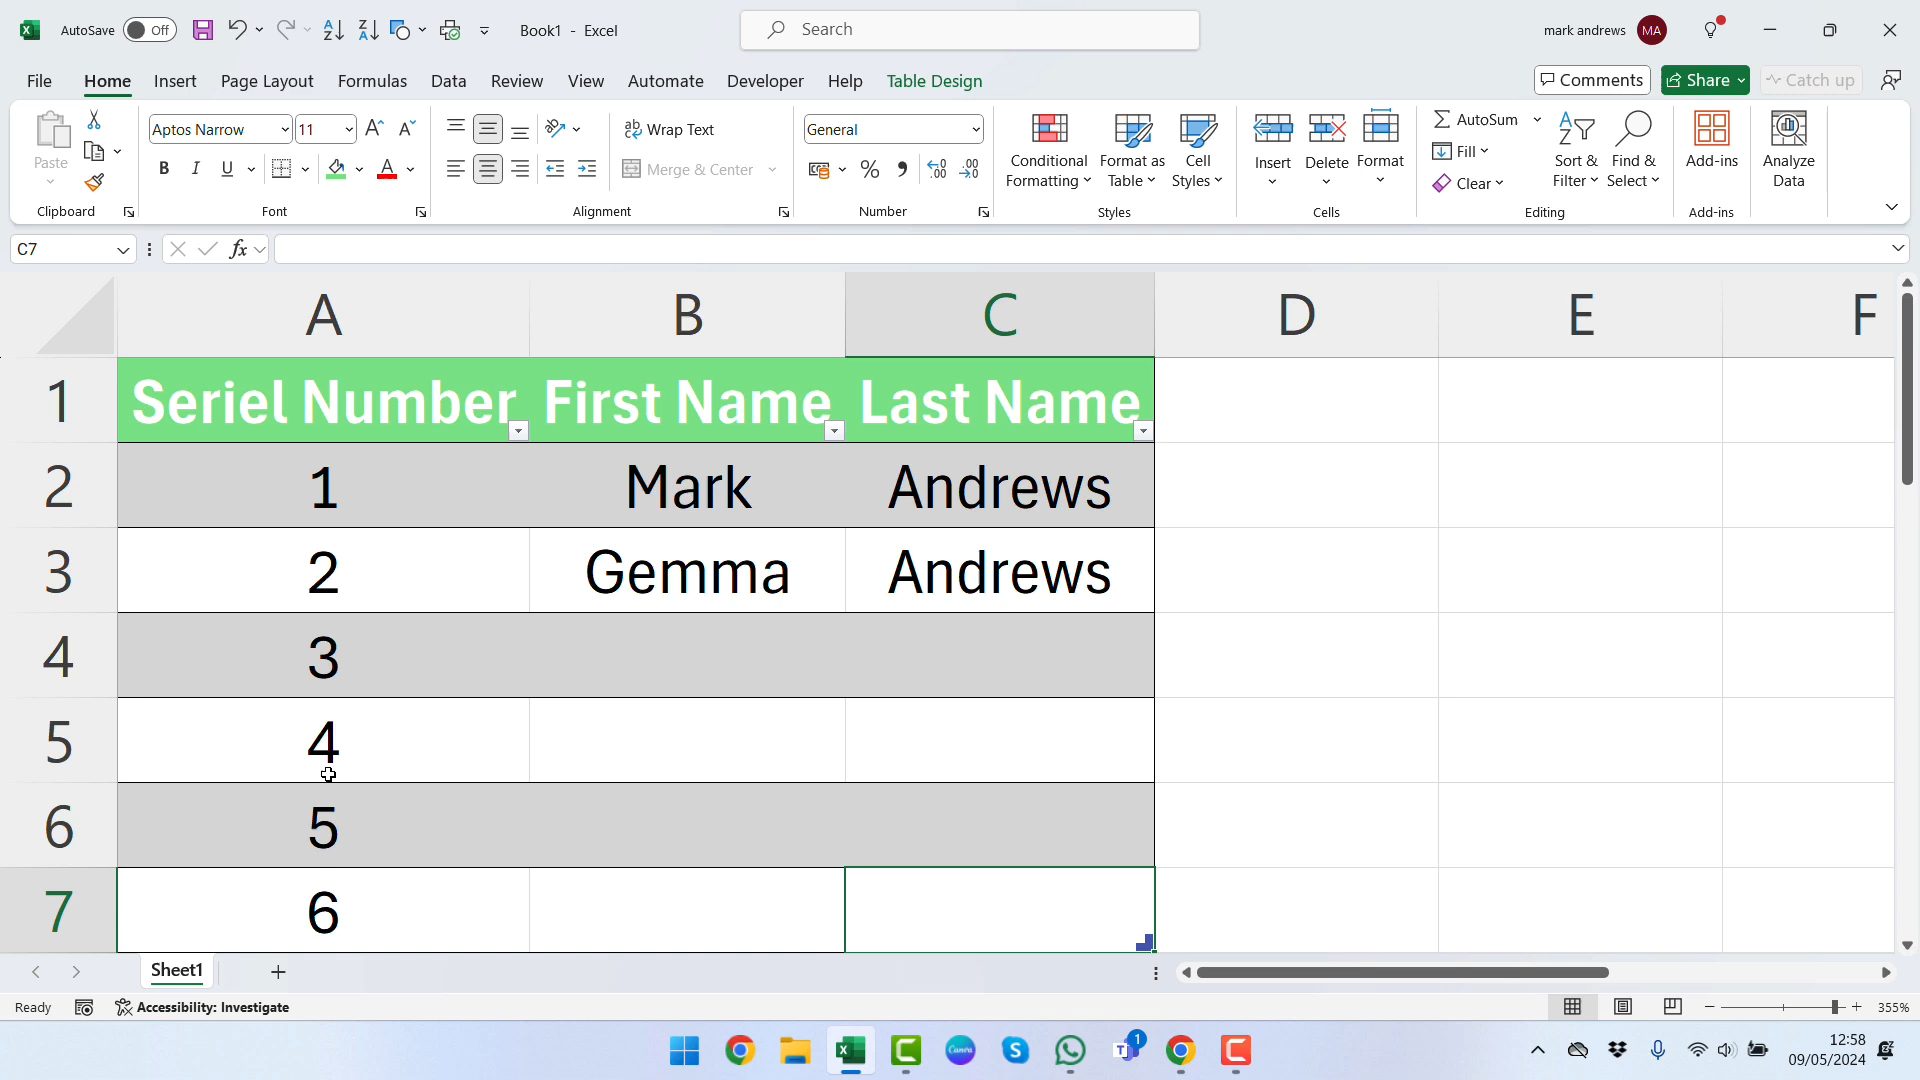 AutoSave Off Book1 - Excel Search mark andrews MA
File Home Insert Page Layout Formulas Data Review View Automate Developer Help Table Design Comments Share Catch up
Paste
Clipboard
Aptos Narrow 11
B I U
Font
Wrap Text
Merge & Center
Alignment
General
Number
Conditional Formatting
Format as Table
Cell Styles
Styles
Insert
Delete
Format
Cells
AutoSum
Fill
Clear
Sort & Filter
Find & Select
Editing
Add-ins
Add-ins
Analyze Data
C7 fx
A B C D E F
1 Seriel Number First Name Last Name
2 1 Mark Andrews
3 2 Gemma Andrews
4 3
5 4
6 5
7 6
Sheet1
Ready Accessibility: Investigate 355%
Canva 1
12:58
09/05/2024